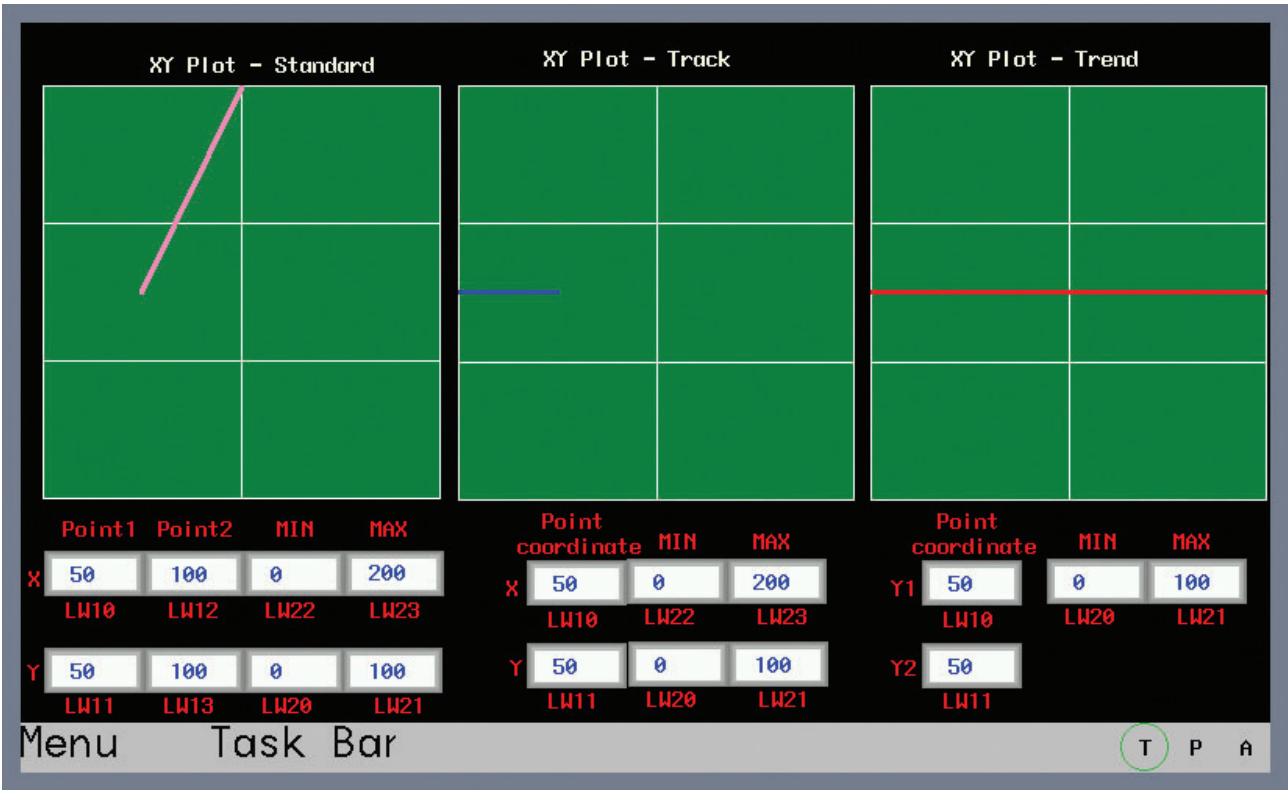 XY Plot - Standard
Point1 Point2 MIN MAX
X 50 100 0 200
LW10 LW12 LW22 LW23
Y 50 100 0 100
LW11 LW13 LW20 LW21
XY Plot - Track
Point
coordinate MIN MAX
X 50 0 200
LW10 LW22 LW23
Y 50 0 100
LW11 LW20 LW21
XY Plot - Trend
Point
coordinate MIN MAX
Y1 50 0 100
LW10 LW20 LW21
Y2 50
LW11
Menu Task Bar T P A